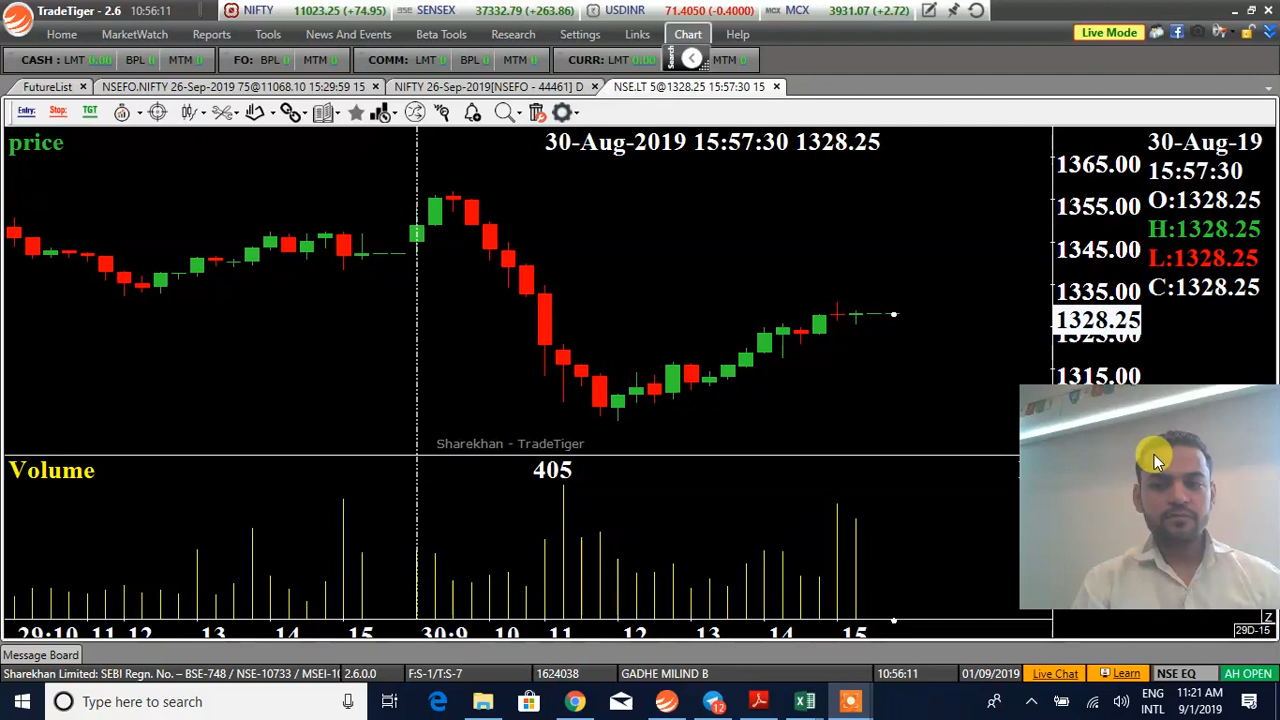 TradeTiger - 2.6 10:56:11 NIFTY 11023.25 (+74.95) BSE SENSEX 37332.79 (+263.86) USDINR 71.4050 (-0.4000) MCX MCX 3931.07 (+2.72)
Home MarketWatch Reports Tools News And Events Beta Tools Research Settings Links Chart Help Live Mode
CASH : LMT 0.00 BPL 0 MTM 0 FO: BPL 0 MTM 0 COMM: LMT 0 BPL 0 MTM 0 CURR: LMT 0.00 Search MTM 0
FutureList NSEFO.NIFTY 26-Sep-2019 75@11068.10 15:29:59 15 NIFTY 26-Sep-2019[NSEFO - 44461] D NSE.LT 5@1328.25 15:57:30 15
Entry: Stop: TGT
price 30-Aug-2019 15:57:30 1328.25 30-Aug-19
15:57:30
O:1328.25
H:1328.25
L:1328.25
C:1328.25
1365.00
1355.00
1345.00
1335.00
1328.25
1325.00
1315.00
Sharekhan - TradeTiger
Volume 405
29:10 11 12 13 14 15 30:9 10 11 12 13 14 15
Z
29D-15
Message Board
Sharekhan Limited: SEBI Regn. No. – BSE-748 / NSE-10733 / MSEI-10 2.6.0.0 F:S-1/T:S-7 1624038 GADHE MILIND B 10:56:11 01/09/2019 Live Chat Learn NSE EQ AH OPEN
Type here to search 12 ENG 11:21 AM
INTL 9/1/2019